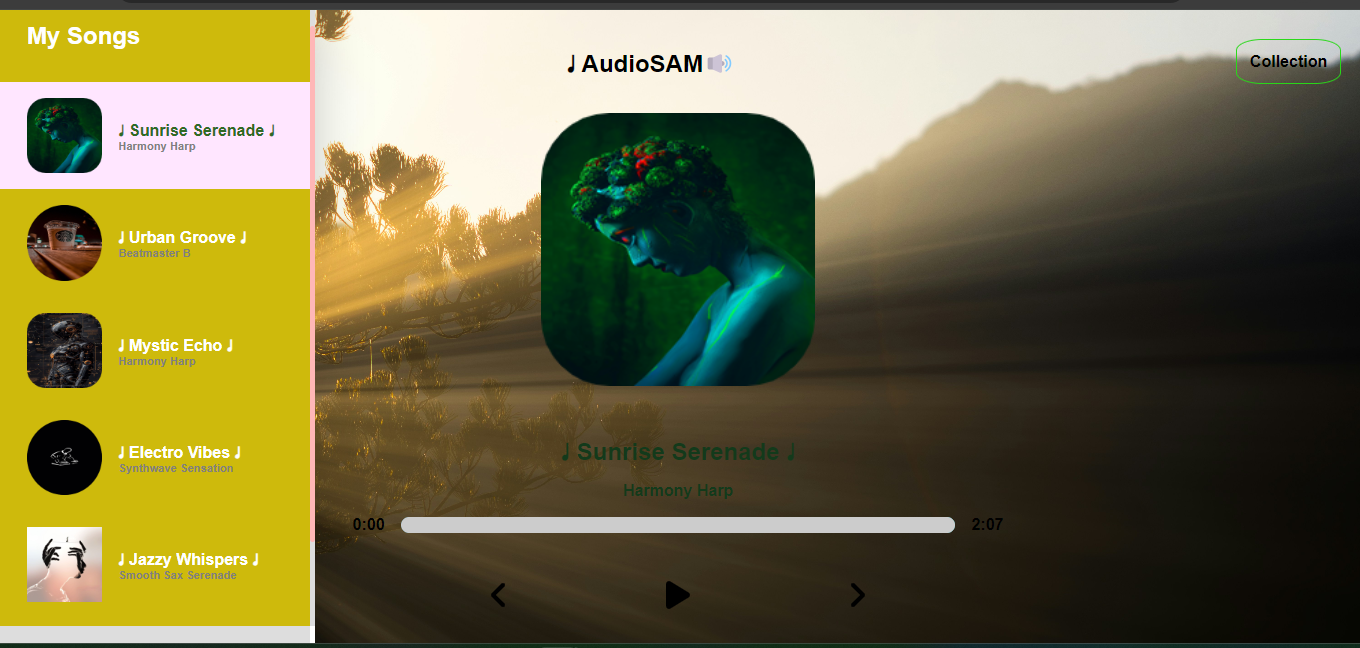 My Songs
♩ Sunrise Serenade ♩
Harmony Harp
♩ Urban Groove ♩
Beatmaster B
♩ Mystic Echo ♩
Harmony Harp
♩ Electro Vibes ♩
Synthwave Sensation
♩ Jazzy Whispers ♩
Smooth Sax Serenade
♩ AudioSAM🔊
Collection
♩ Sunrise Serenade ♩
Harmony Harp
0:00
2:07